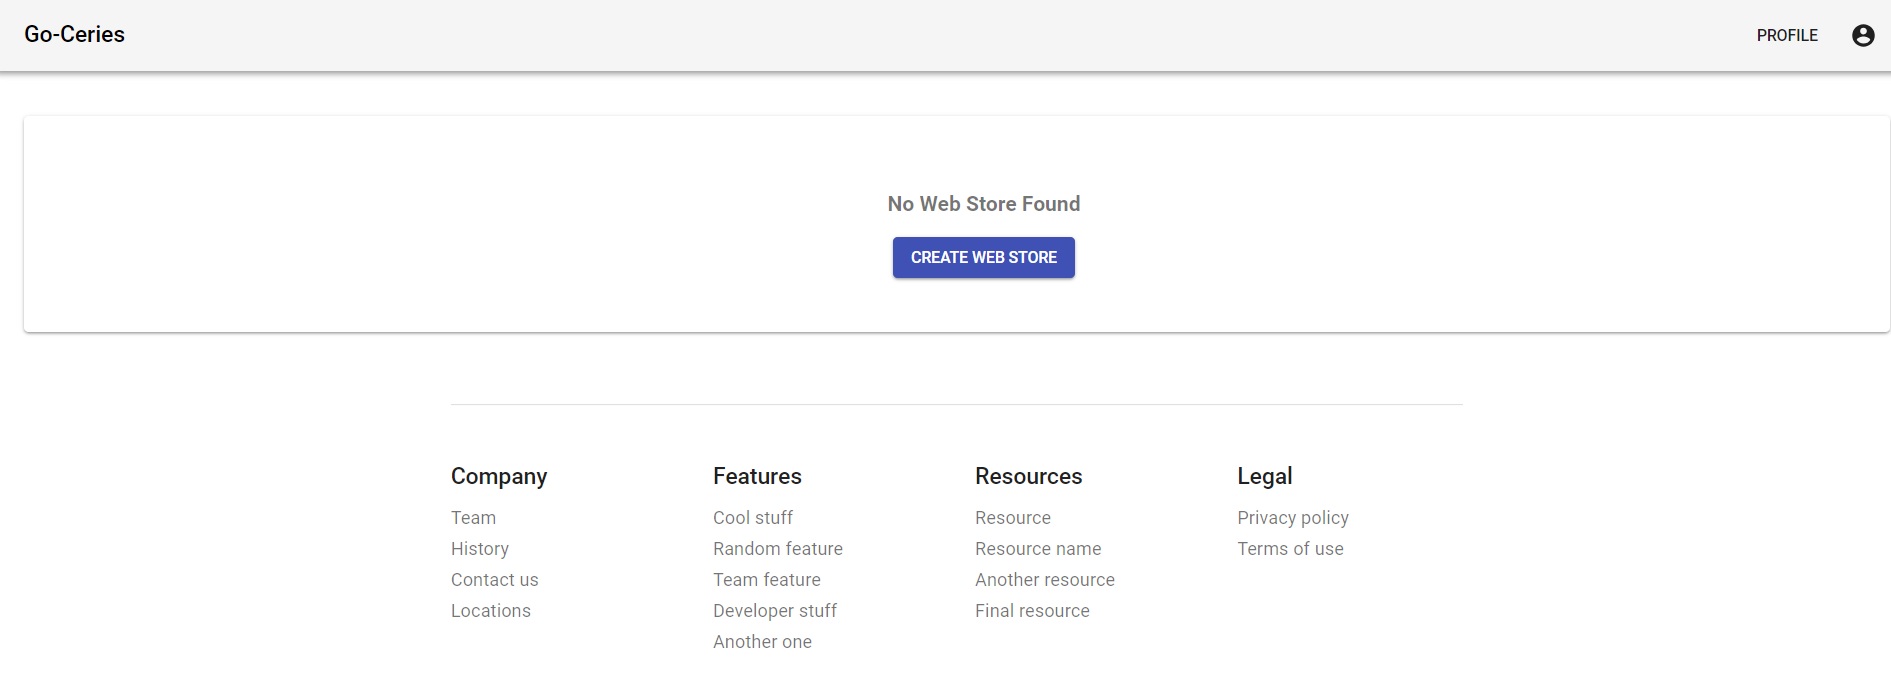 Go-Ceries
PROFILE
No Web Store Found
CREATE WEB STORE
Company
Team
History
Contact us
Locations
Features
Cool stuff
Random feature
Team feature
Developer stuff
Another one
Resources
Resource
Resource name
Another resource
Final resource
Legal
Privacy policy
Terms of use